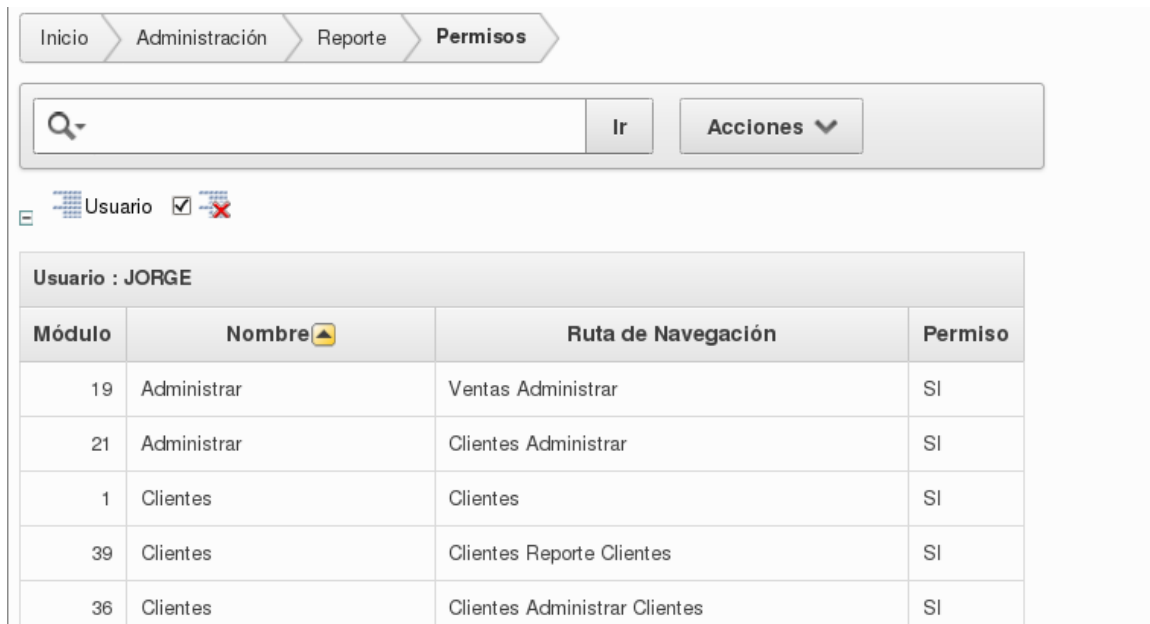 Inicio Administración Reporte Permisos
Ir Acciones
Usuario
Usuario : JORGE
Módulo Nombre Ruta de Navegación Permiso
19 Administrar Ventas Administrar SI
21 Administrar Clientes Administrar SI
1 Clientes Clientes SI
39 Clientes Clientes Reporte Clientes SI
36 Clientes Clientes Administrar Clientes SI